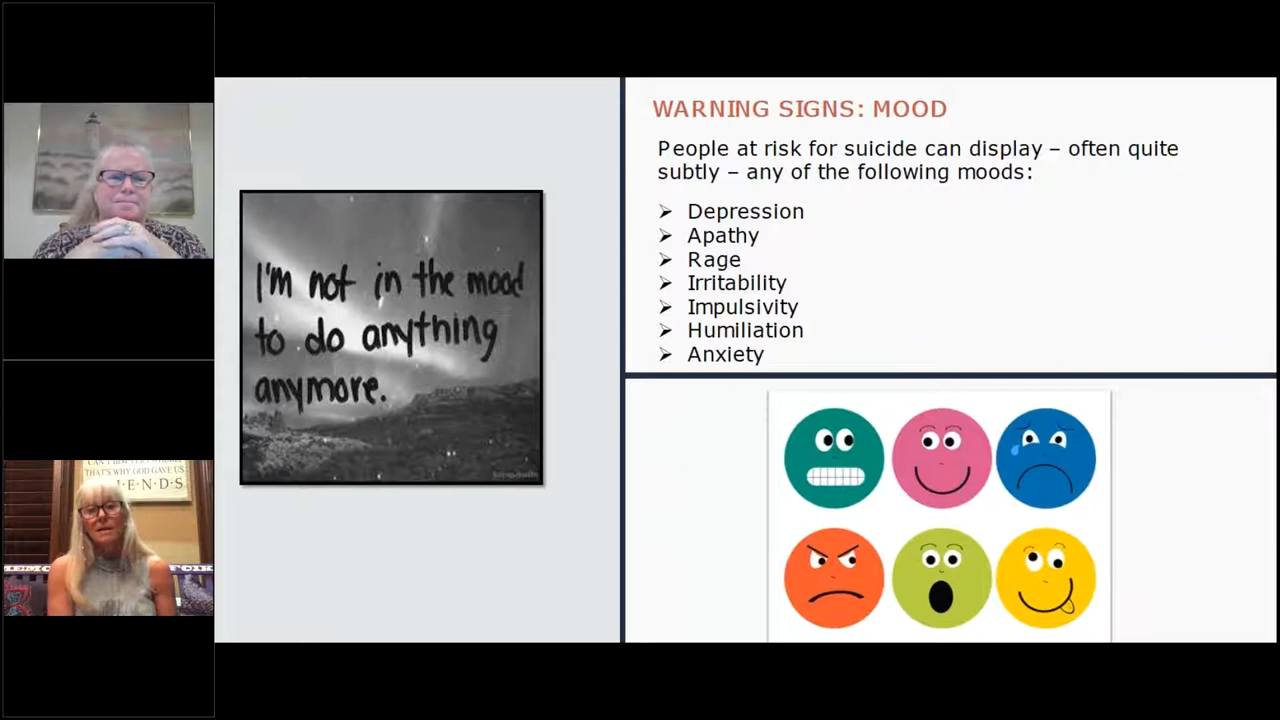 WARNING SIGNS: MOOD
People at risk for suicide can display – often quite
subtly – any of the following moods:
➢ Depression
➢ Apathy
➢ Rage
➢ Irritability
➢ Impulsivity
➢ Humiliation
➢ Anxiety
I'm not in the mood
to do anything
anymore.
THAT'S WHY GOD GAVE US